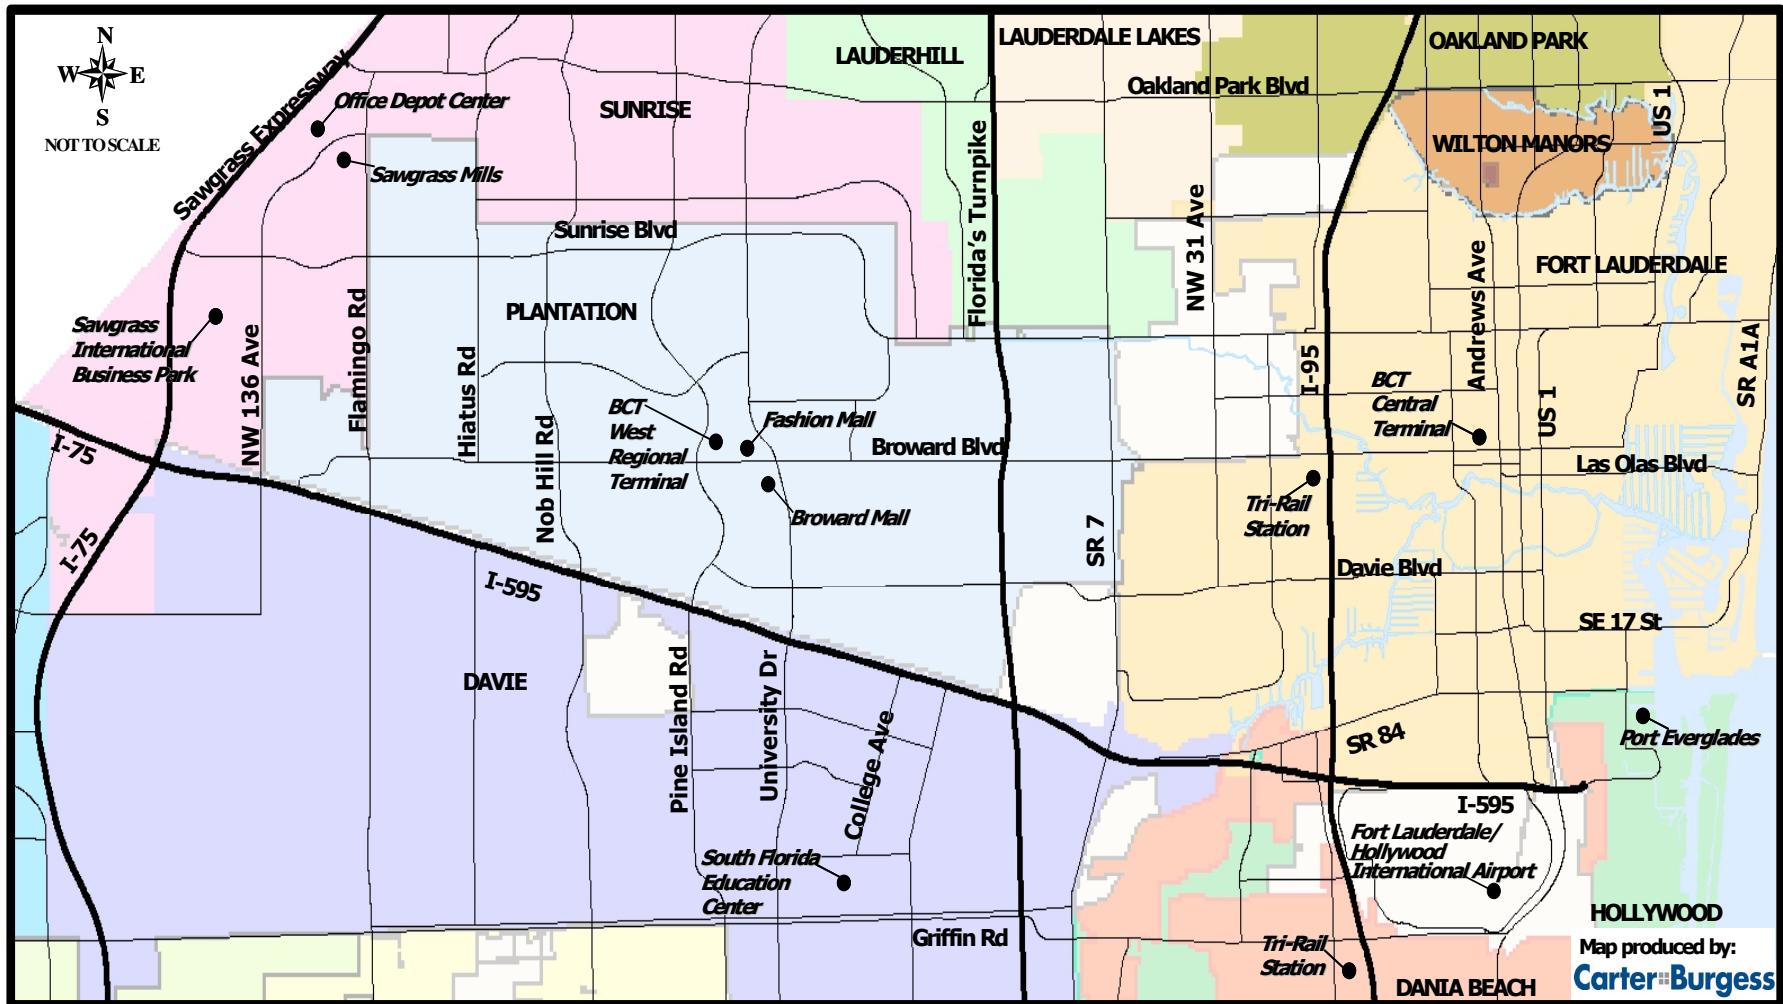 N
W E
S
NOT TO SCALE
Sawgrass Expressway
Office Depot Center
Sawgrass Mills
SUNRISE
LAUDERHILL
LAUDERDALE LAKES
OAKLAND PARK
Oakland Park Blvd
US 1
WILTON MANORS
Florida's Turnpike
NW 31 Ave
Sunrise Blvd
FORT LAUDERDALE
Andrews Ave
PLANTATION
Sawgrass
International
Business Park
NW 136 Ave
Flamingo Rd
Hiatus Rd
Nob Hill Rd
BCT
West
Regional
Terminal
Fashion Mall
Broward Blvd
Broward Mall
I-95
BCT
Central
Terminal
US 1
SR A1A
Las Olas Blvd
Tri-Rail
Station
SR 7
Davie Blvd
SE 17 St
I-75
I-75
I-595
DAVIE
Pine Island Rd
University Dr
College Ave
SR 84
Port Everglades
I-595
Fort Lauderdale/
Hollywood
International Airport
South Florida
Education
Center
Griffin Rd
Tri-Rail
Station
HOLLYWOOD
DANIA BEACH
Map produced by:
Carter Burgess